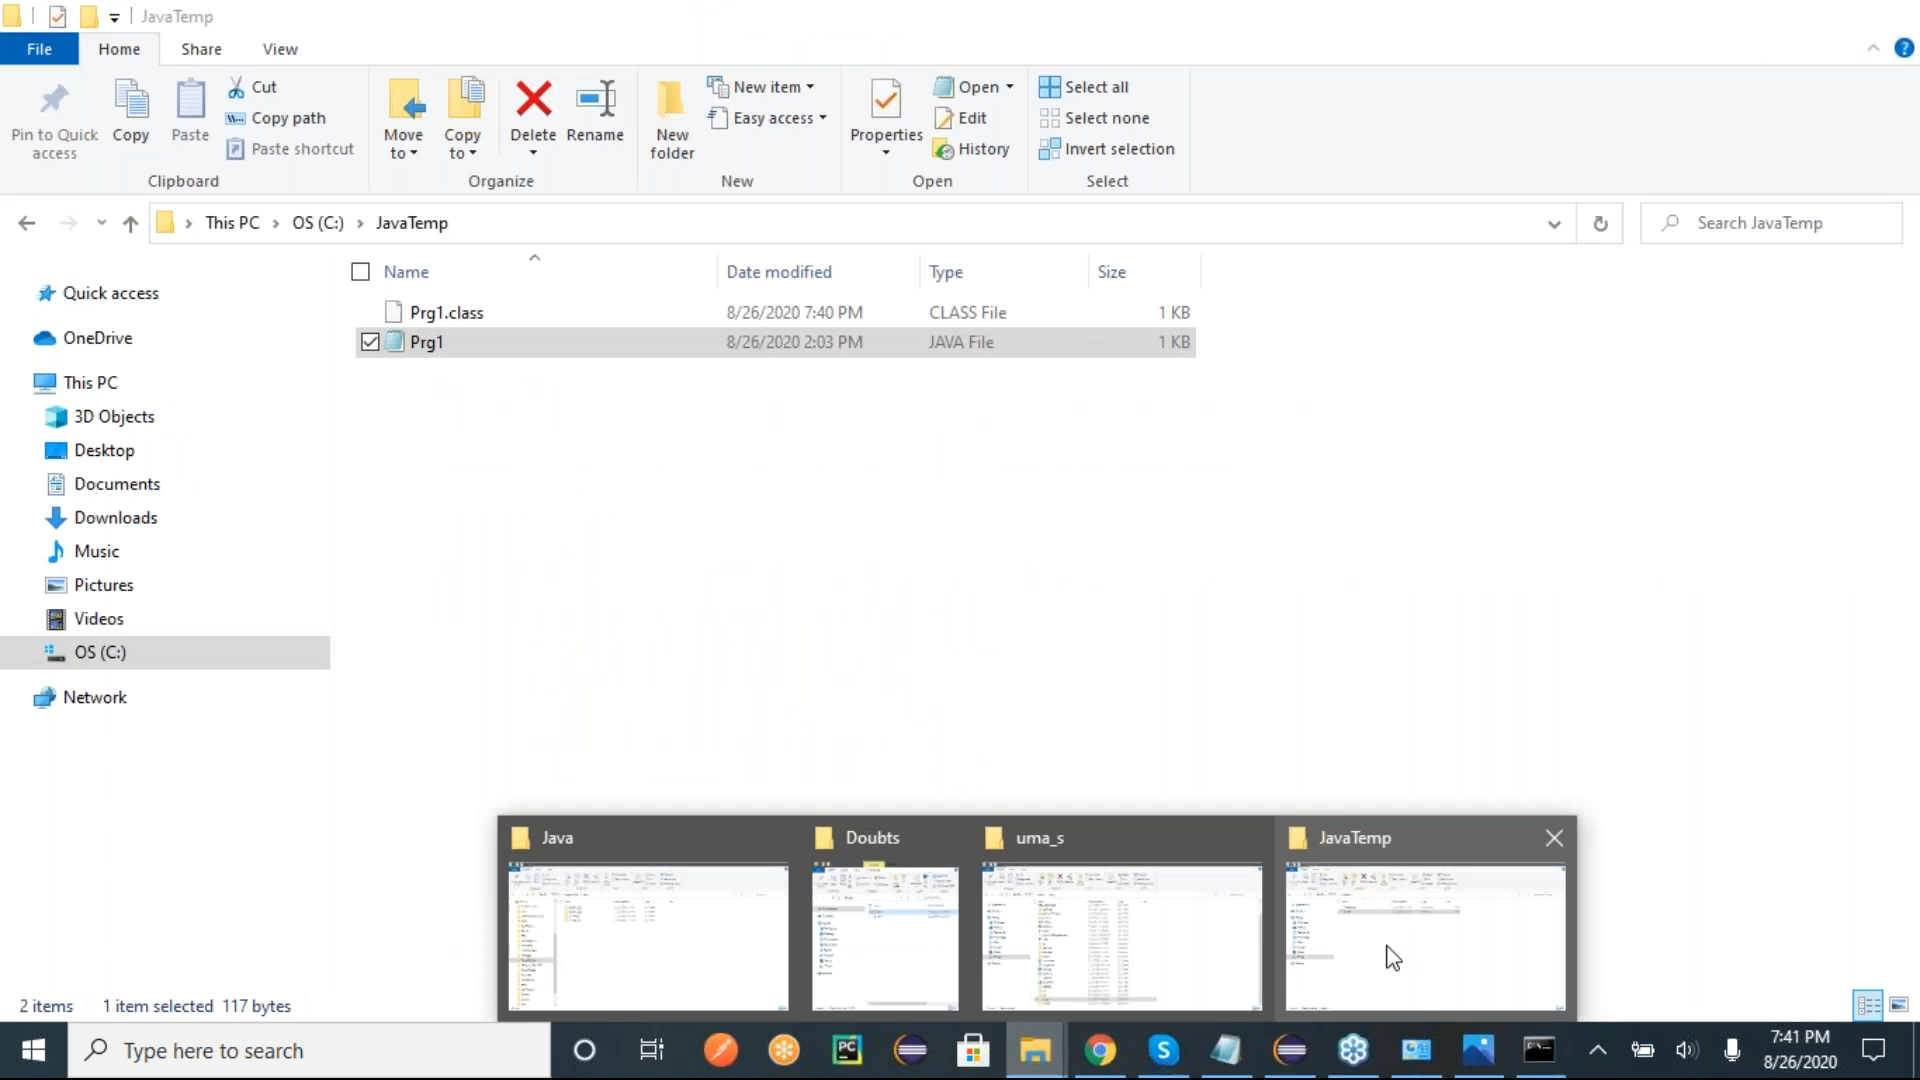 JavaTemp
File Home Share View
Pin to Quick access
Copy
Paste
Cut
Copy path
Paste shortcut
Clipboard
Move to
Copy to
Delete
Rename
Organize
New folder
New item
Easy access
New
Properties
Open
Edit
History
Open
Select all
Select none
Invert selection
Select
This PC > OS (C:) > JavaTemp
Search JavaTemp
Name Date modified Type Size
Prg1.class 8/26/2020 7:40 PM CLASS File 1 KB
Prg1 8/26/2020 2:03 PM JAVA File 1 KB
Quick access
OneDrive
This PC
3D Objects
Desktop
Documents
Downloads
Music
Pictures
Videos
OS (C:)
Network
Java Doubts uma_s JavaTemp
2 items 1 item selected 117 bytes
Type here to search
7:41 PM
8/26/2020